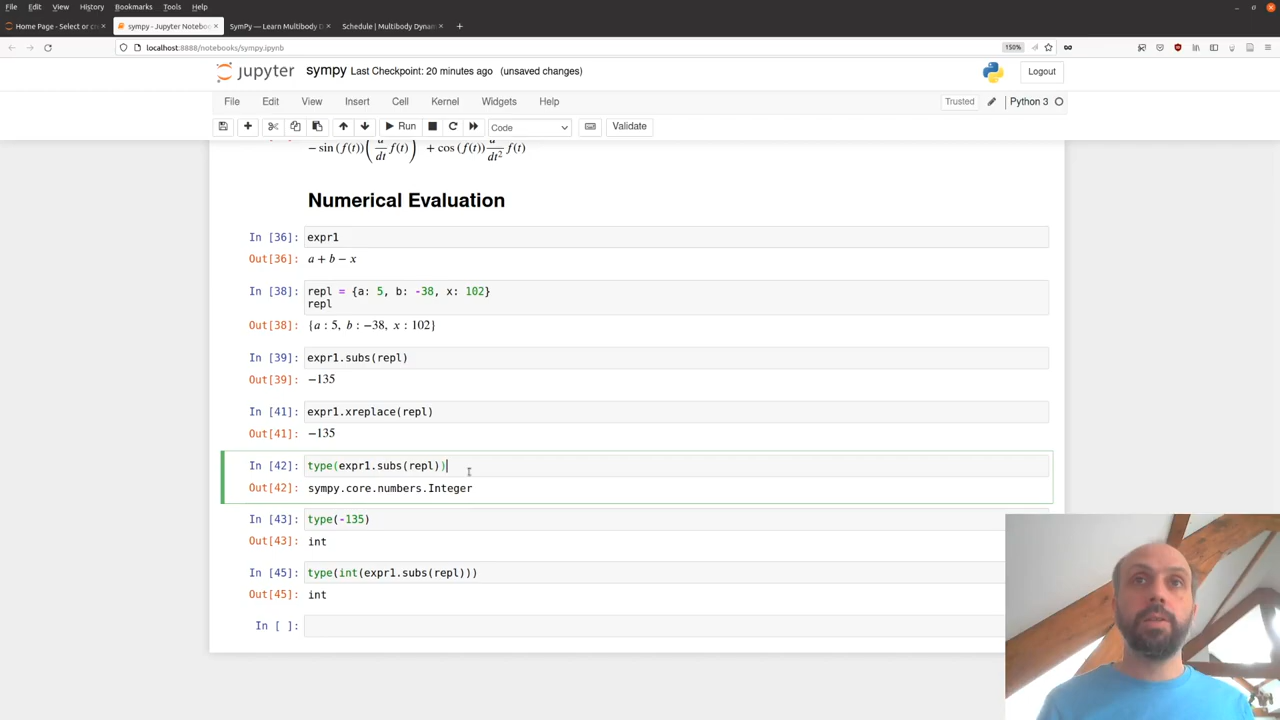 File Edit View History Bookmarks Tools Help
Home Page - Select or c
sympy - Jupyter Notebo
SymPy — Learn Multibody D
Schedule | Multibody Dynam
localhost:8888/notebooks/sympy.ipynb
150%
jupyter sympy Last Checkpoint: 20 minutes ago (unsaved changes)
Logout
File Edit View Insert Cell Kernel Widgets Help
Trusted Python 3
Run Code Validate
− sin (f(t)) ( d/dt f(t) ) + cos (f(t)) d/dt² f(t)
Numerical Evaluation
In [36]: expr1
Out[36]: a + b − x
In [38]: repl = {a: 5, b: -38, x: 102}
repl
Out[38]: {a : 5, b : −38, x : 102}
In [39]: expr1.subs(repl)
Out[39]: −135
In [41]: expr1.xreplace(repl)
Out[41]: −135
In [42]: type(expr1.subs(repl))
Out[42]: sympy.core.numbers.Integer
In [43]: type(-135)
Out[43]: int
In [45]: type(int(expr1.subs(repl)))
Out[45]: int
In [ ]: